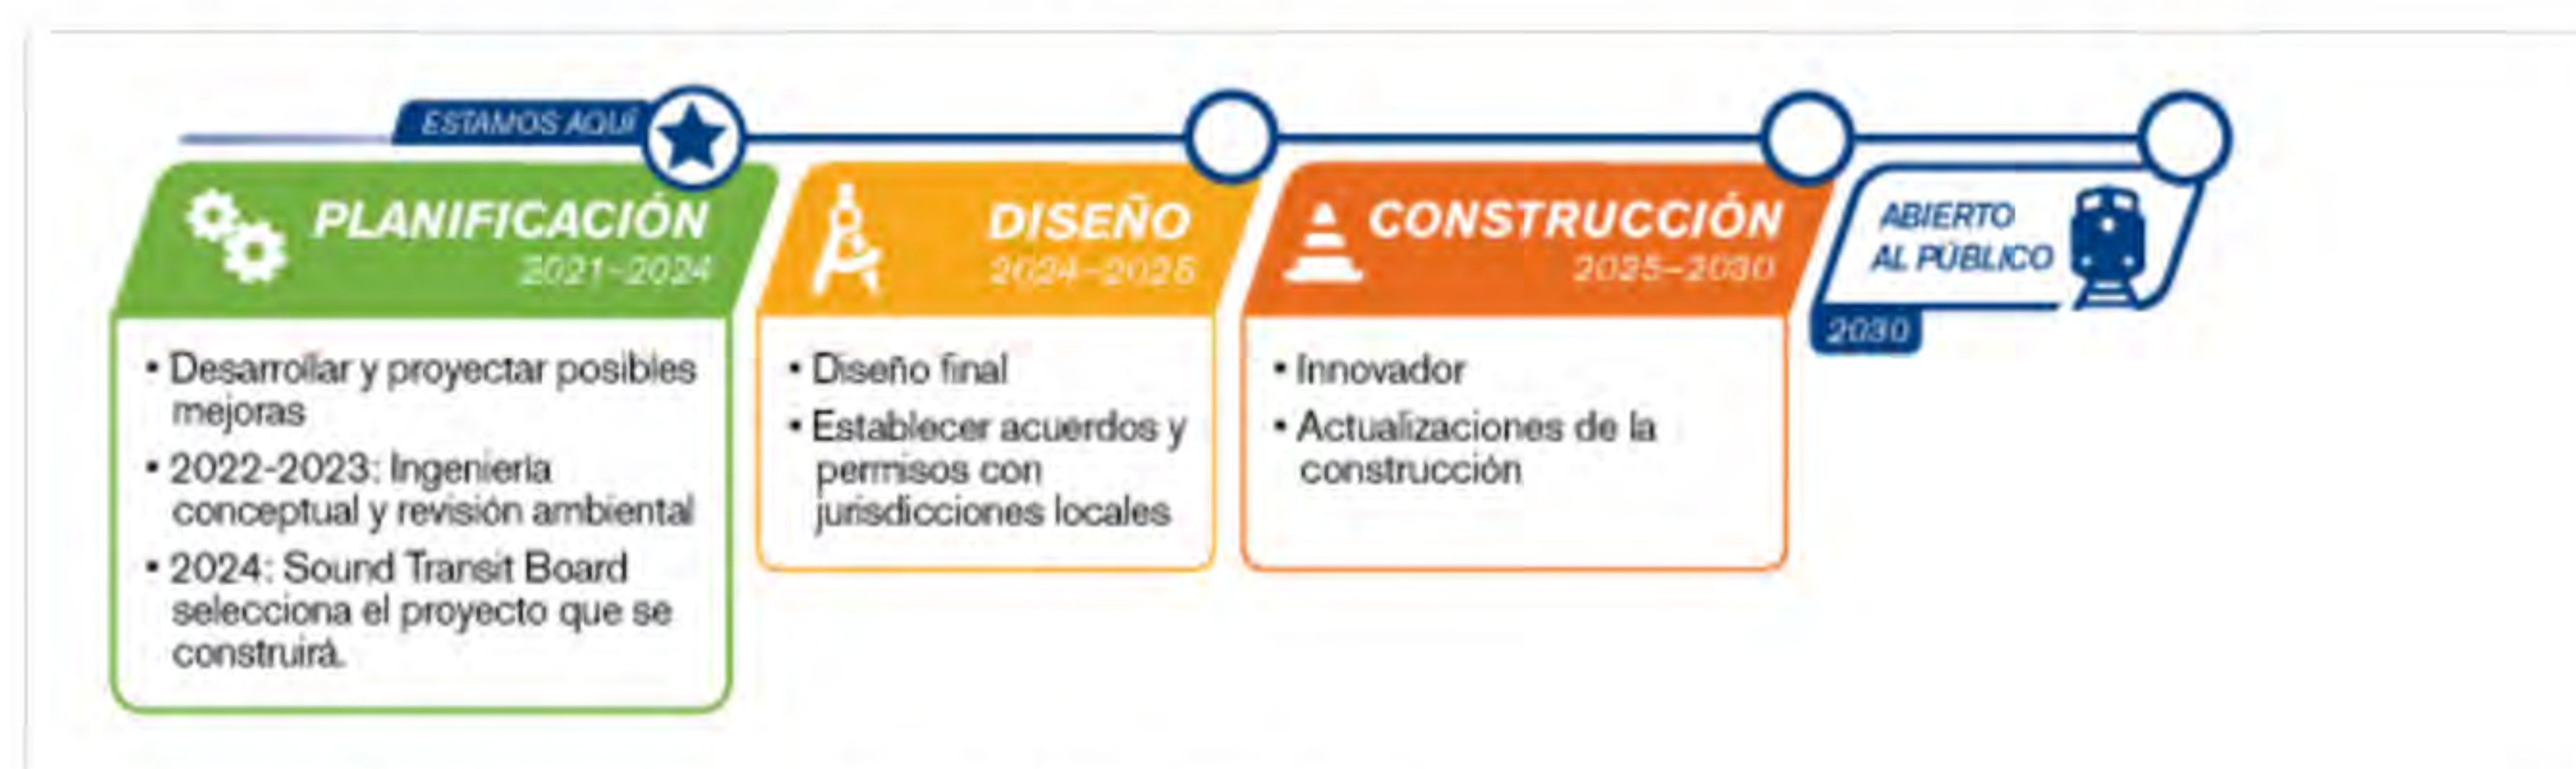 ESTAMOS AQUÍ
PLANIFICACIÓN
2021–2024
• Desarrollar y proyectar posibles
mejoras
• 2022-2023: Ingeniería
conceptual y revisión ambiental
• 2024: Sound Transit Board
selecciona el proyecto que se
construirá.
DISEÑO
2024–2025
• Diseño final
• Establecer acuerdos y
permisos con
jurisdicciones locales
CONSTRUCCIÓN
2025–2030
• Innovador
• Actualizaciones de la
construcción
ABIERTO
AL PÚBLICO
2030